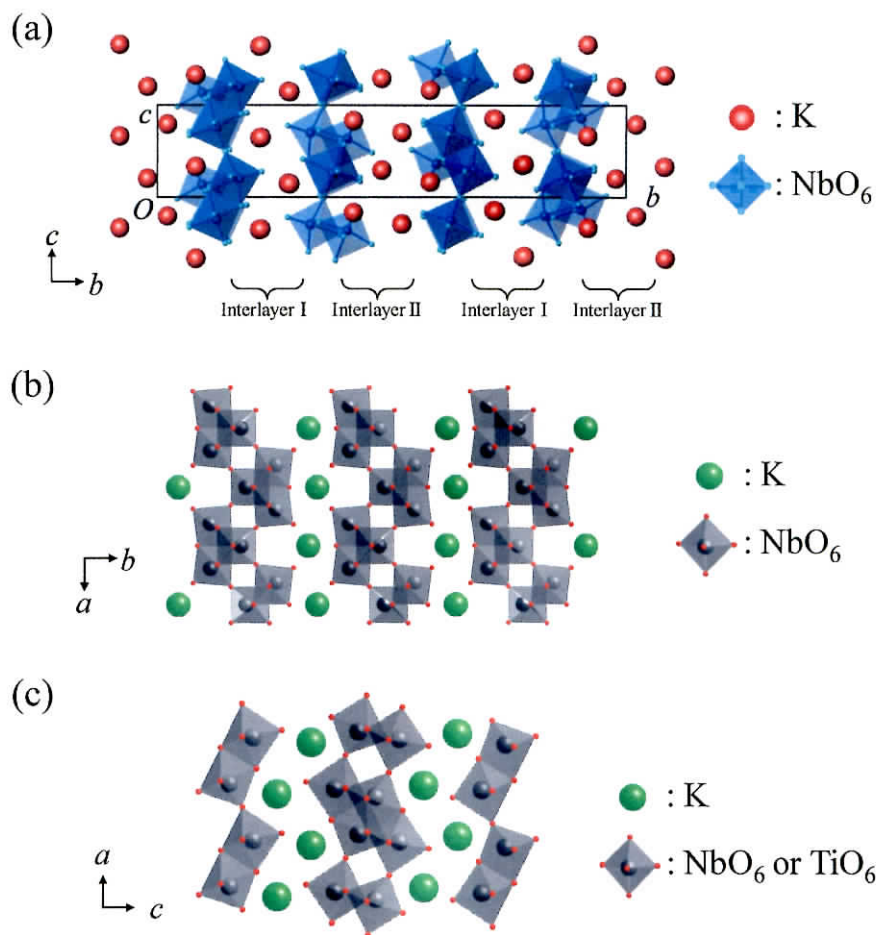 (a)
c
O
b
c
b
Interlayer I
Interlayer II
Interlayer I
Interlayer II
: K
: NbO₆
(b)
b
a
: K
: NbO₆
(c)
a
c
: K
: NbO₆ or TiO₆